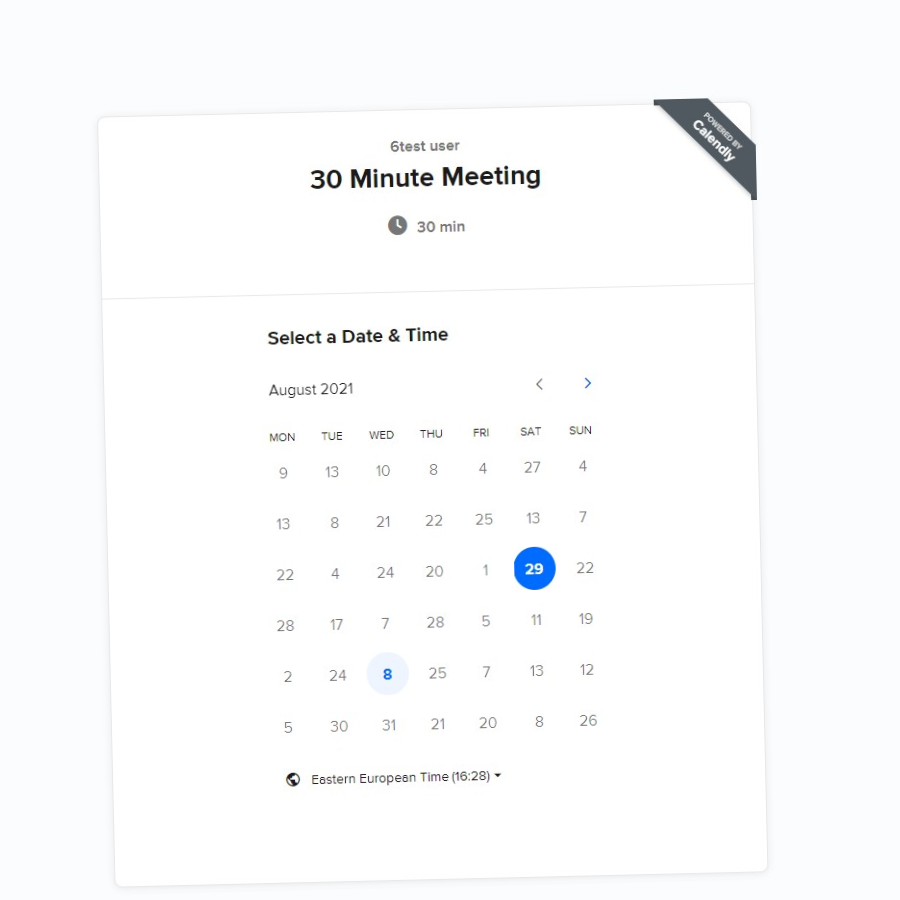 POWERED BY
Calendly
6test user
30 Minute Meeting
30 min
Select a Date & Time
August 2021
MON TUE WED THU FRI SAT SUN
9 13 10 8 4 27 4
13 8 21 22 25 13 7
22 4 24 20 1 29 22
28 17 7 28 5 11 19
2 24 8 25 7 13 12
5 30 31 21 20 8 26
Eastern European Time (16:28)